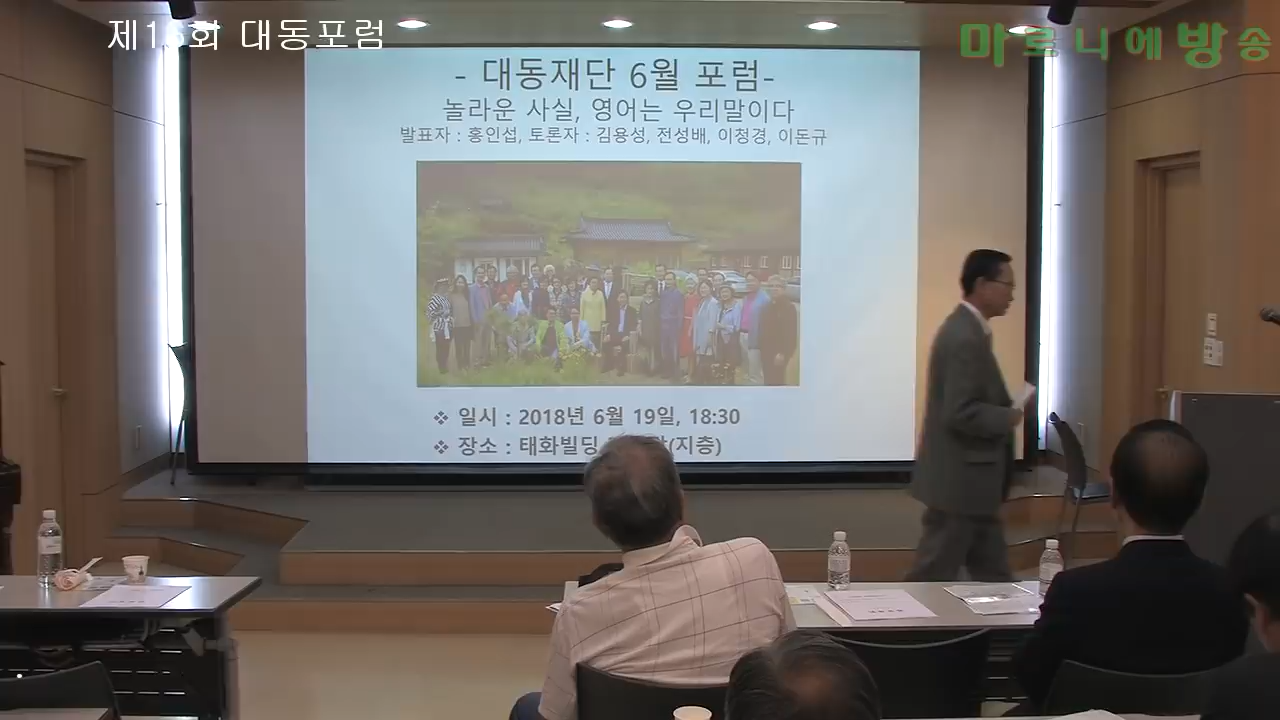 제15회 대동포럼
마로니에방송
- 대동재단 6월 포럼-
놀라운 사실, 영어는 우리말이다
발표자 : 홍인섭, 토론자 : 김용성, 전성배, 이청경, 이돈규
❖ 일시 : 2018년 6월 19일, 18:30
❖ 장소 : 태화빌딩 (지층)